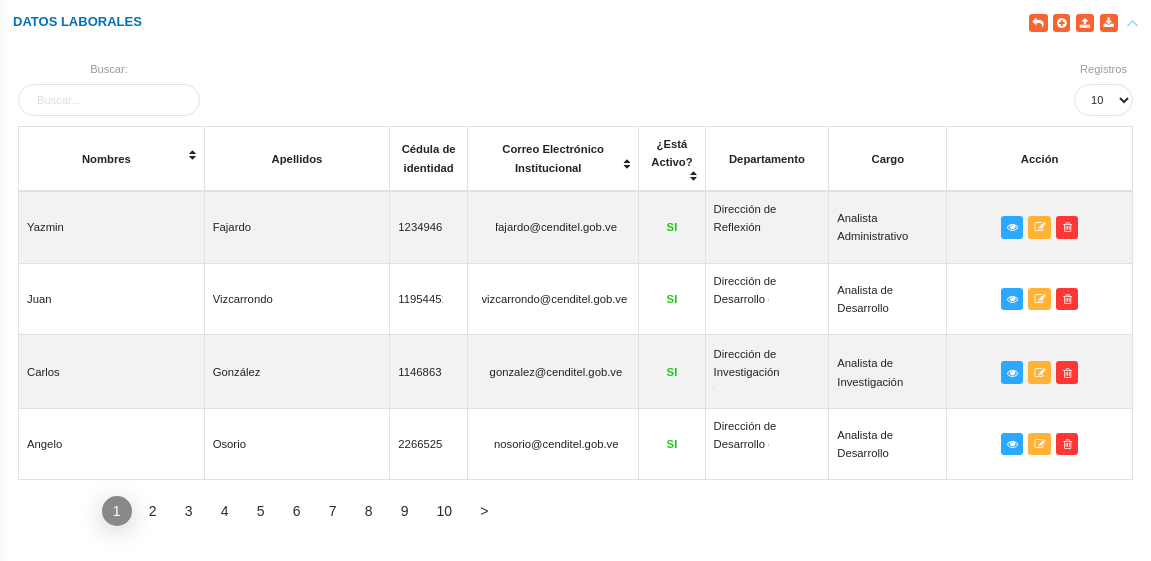 DATOS LABORALES
Buscar:
Registros
Buscar...
10
Nombres
Apellidos
Cédula de
identidad
Correo Electrónico
Institucional
¿Está
Activo?
Departamento
Cargo
Acción
Yazmin
Fajardo
1234946
fajardo@cenditel.gob.ve
SI
Dirección de
Reflexión
Analista
Administrativo
Juan
Vizcarrondo
1195445
vizcarrondo@cenditel.gob.ve
SI
Dirección de
Desarrollo
Analista de
Desarrollo
Carlos
González
1146863
gonzalez@cenditel.gob.ve
SI
Dirección de
Investigación
Analista de
Investigación
Angelo
Osorio
2266525
nosorio@cenditel.gob.ve
SI
Dirección de
Desarrollo
Analista de
Desarrollo
1 2 3 4 5 6 7 8 9 10 >